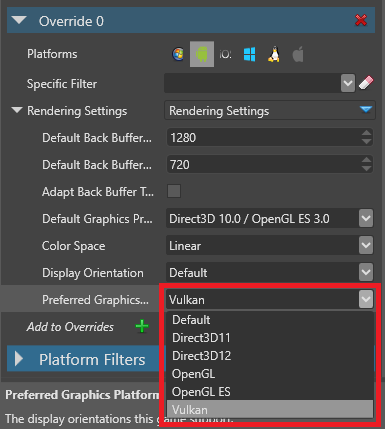 Override 0
Platforms
iOS
Specific Filter
Rendering Settings Rendering Settings
Default Back Buffer... 1280
Default Back Buffer... 720
Adapt Back Buffer T...
Default Graphics Pr... Direct3D 10.0 / OpenGL ES 3.0
Color Space Linear
Display Orientation Default
Preferred Graphics... Vulkan
Default
Direct3D11
Direct3D12
OpenGL
OpenGL ES
Vulkan
Add to Overrides
Platform Filters
Preferred Graphics Platform
The display orientations this game support.